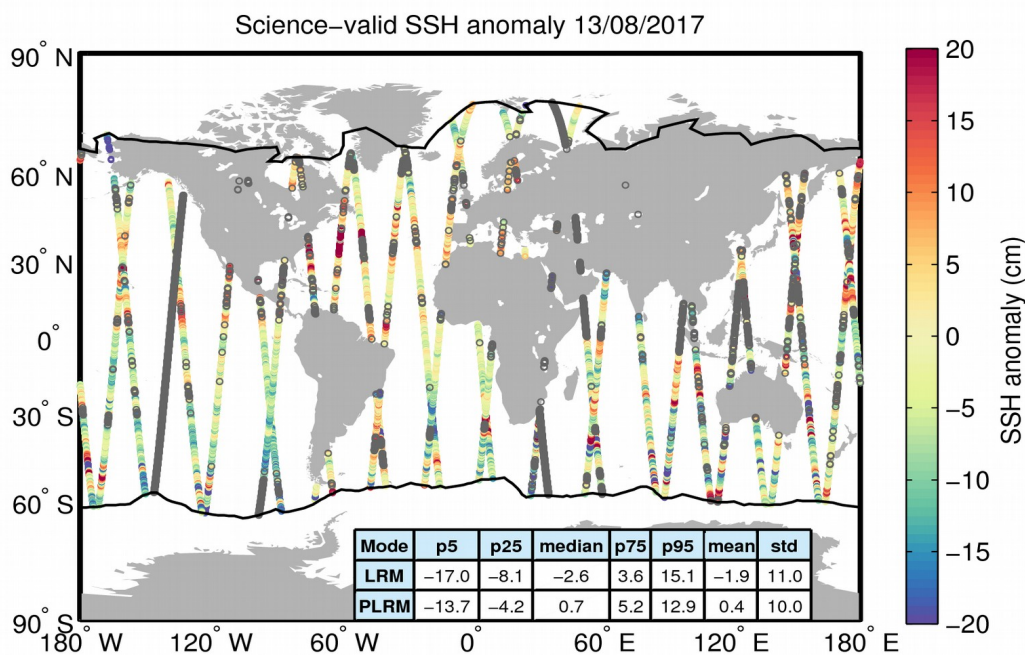 Science−valid SSH anomaly 13/08/2017
90° N
60° N
30° N
0°
30° S
60° S
90° S
180° W
120° W
60° W
0°
60° E
120° E
180° E
Mode p5 p25 median p75 p95 mean std
LRM −17.0 −8.1 −2.6 3.6 15.1 −1.9 11.0
PLRM −13.7 −4.2 0.7 5.2 12.9 0.4 10.0
20
15
10
5
0
−5
−10
−15
−20
SSH anomaly (cm)